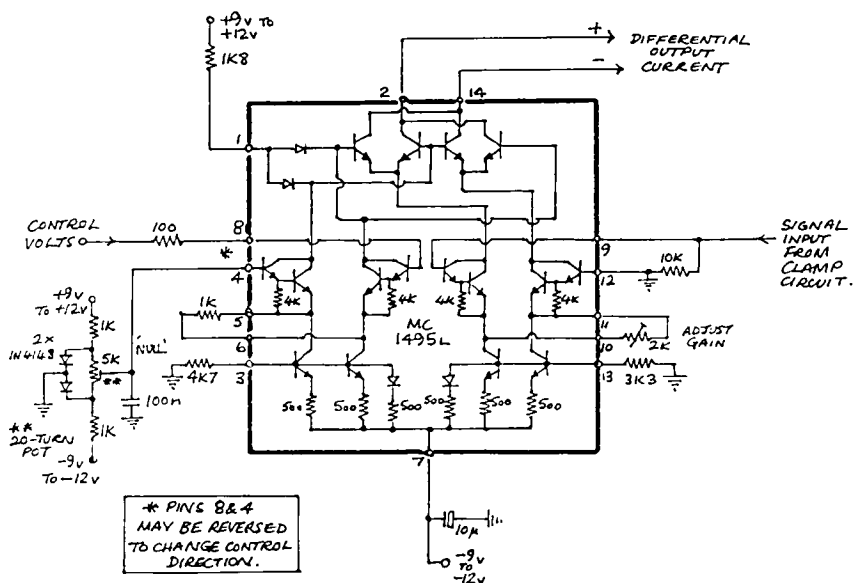 +9V TO
+12V
1K8
+
DIFFERENTIAL
OUTPUT
CURRENT
-
2
14
1
CONTROL
VOLTS
100
8
*
4
9
SIGNAL
INPUT
FROM
CLAMP
CIRCUIT.
10K
12
+9V
TO
+12V
1K
2X
1N4148
5K
**
'NULL'
1K
5
6
4K
4K
4K
4K
MC
1495L
11
10
2K
ADJUST
GAIN
3
4K7
100n
13
3K3
500
500
500
500
500
500
1K
**
20-TURN
POT
-9V
TO -12V
7
* PINS 8 & 4
MAY BE REVERSED
TO CHANGE CONTROL
DIRECTION.
10µ
-9V
TO
-12V